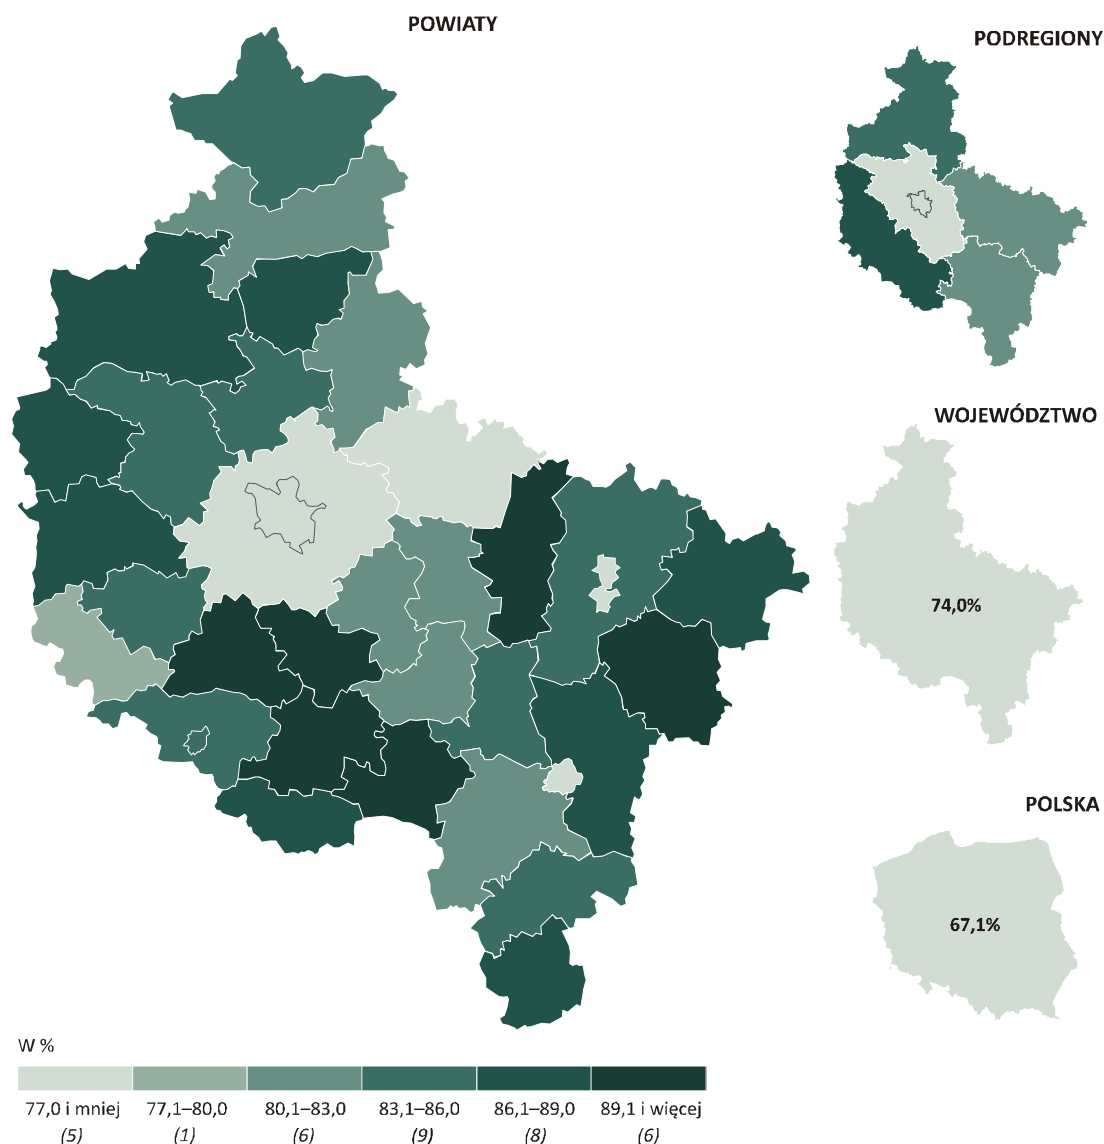 POWIATY
PODREGIONY
WOJEWÓDZTWO
74,0%
POLSKA
67,1%
W %
77,0 i mniej 77,1–80,0 80,1–83,0 83,1–86,0 86,1–89,0 89,1 i więcej
(5) (1) (6) (9) (8) (6)